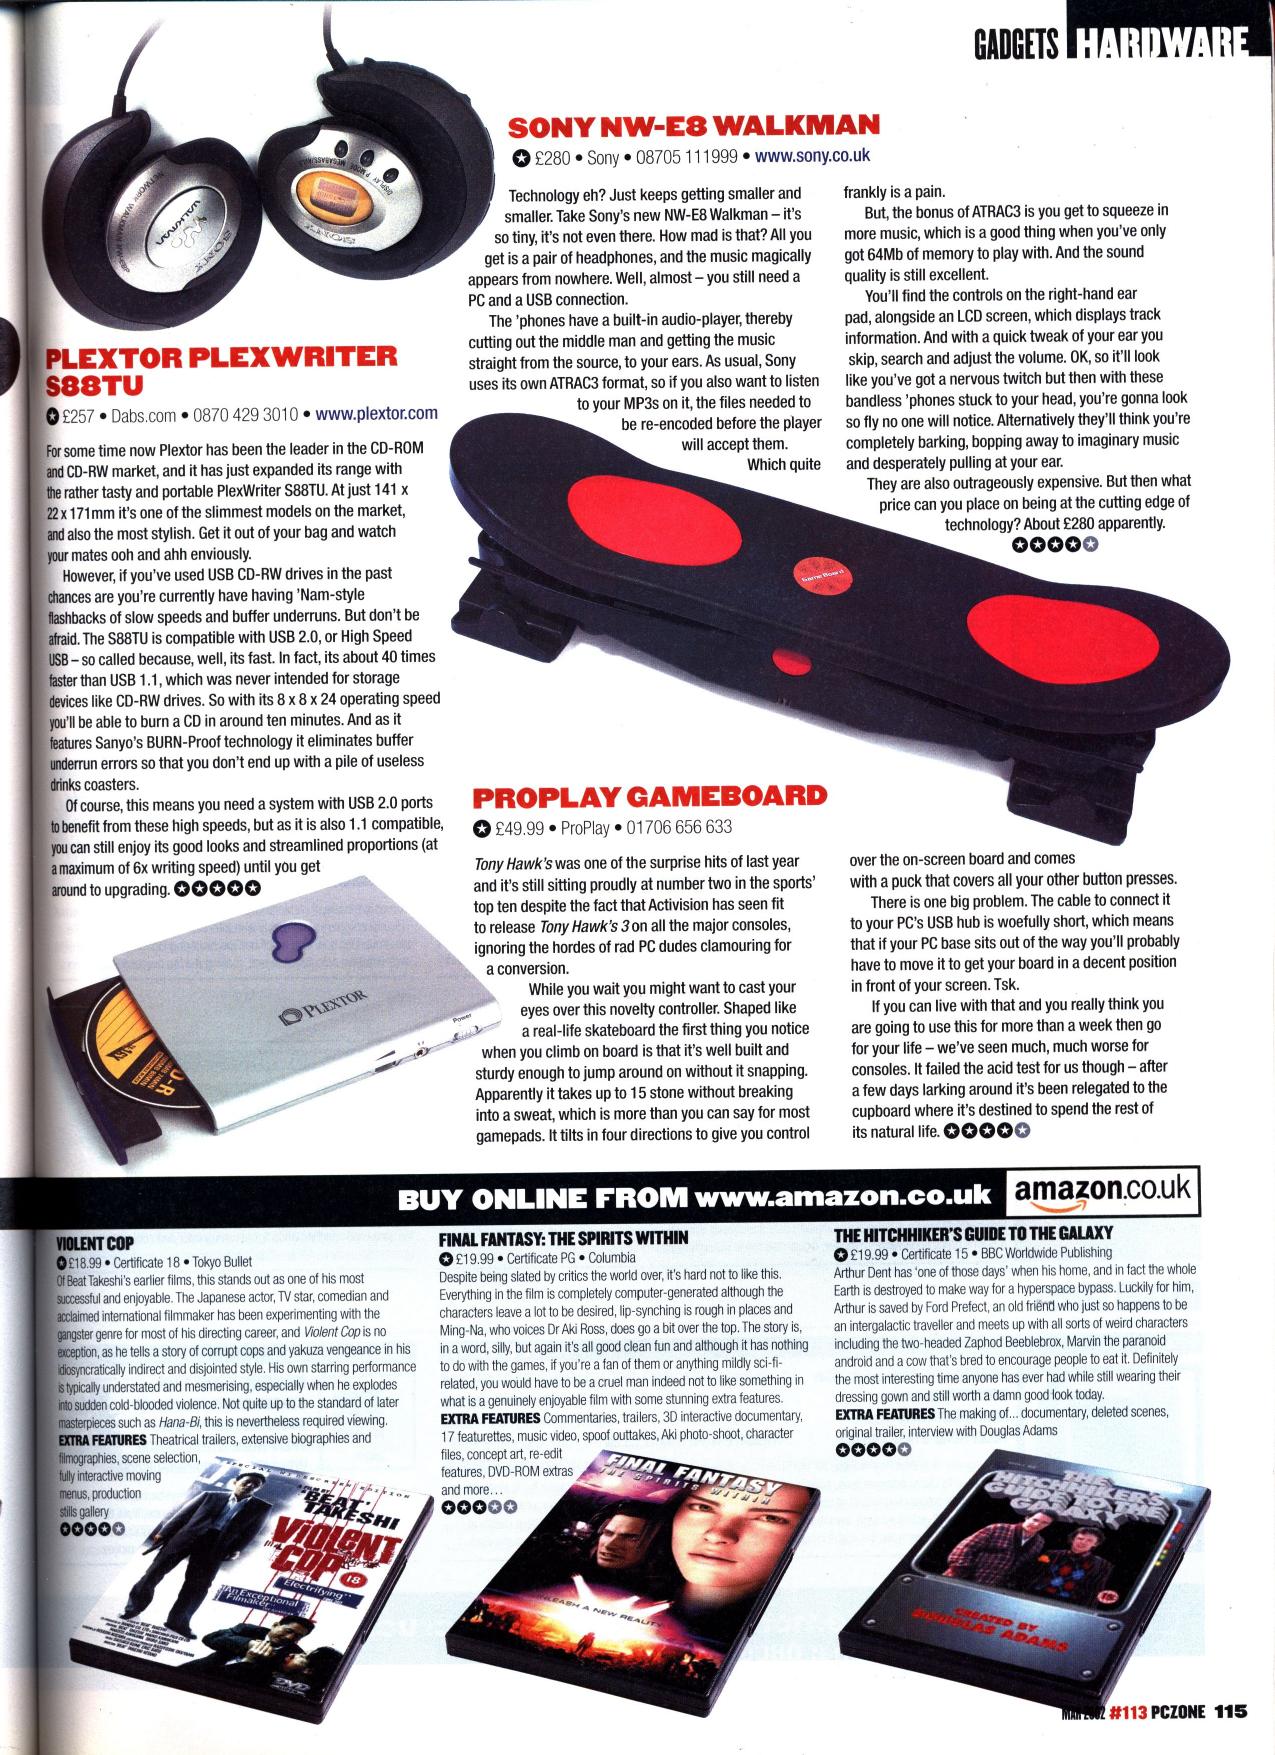 GADGETS HARDWARE
SONY NW-E8 WALKMAN
£280 • Sony • 08705 111999 • www.sony.co.uk
Technology eh? Just keeps getting smaller and
smaller. Take Sony's new NW-E8 Walkman – it's
so tiny, it's not even there. How mad is that? All you
get is a pair of headphones, and the music magically
appears from nowhere. Well, almost – you still need a
PC and a USB connection.
The 'phones have a built-in audio-player, thereby
cutting out the middle man and getting the music
straight from the source, to your ears. As usual, Sony
uses its own ATRAC3 format, so if you also want to listen
to your MP3s on it, the files needed to
be re-encoded before the player
will accept them.
Which quite
frankly is a pain.
But, the bonus of ATRAC3 is you get to squeeze in
more music, which is a good thing when you've only
got 64Mb of memory to play with. And the sound
quality is still excellent.
You'll find the controls on the right-hand ear
pad, alongside an LCD screen, which displays track
information. And with a quick tweak of your ear you
skip, search and adjust the volume. OK, so it'll look
like you've got a nervous twitch but then with these
bandless 'phones stuck to your head, you're gonna look
so fly no one will notice. Alternatively they'll think you're
completely barking, bopping away to imaginary music
and desperately pulling at your ear.
They are also outrageously expensive. But then what
price can you place on being at the cutting edge of
technology? About £280 apparently.
PLEXTOR PLEXWRITER
S88TU
£257 • Dabs.com • 0870 429 3010 • www.plextor.com
For some time now Plextor has been the leader in the CD-ROM
and CD-RW market, and it has just expanded its range with
the rather tasty and portable PlexWriter S88TU. At just 141 x
22 x 171mm it's one of the slimmest models on the market,
and also the most stylish. Get it out of your bag and watch
your mates ooh and ahh enviously.
However, if you've used USB CD-RW drives in the past
chances are you're currently have having 'Nam-style
flashbacks of slow speeds and buffer underruns. But don't be
afraid. The S88TU is compatible with USB 2.0, or High Speed
USB – so called because, well, its fast. In fact, its about 40 times
faster than USB 1.1, which was never intended for storage
devices like CD-RW drives. So with its 8 x 8 x 24 operating speed
you'll be able to burn a CD in around ten minutes. And as it
features Sanyo's BURN-Proof technology it eliminates buffer
underrun errors so that you don't end up with a pile of useless
drinks coasters.
Of course, this means you need a system with USB 2.0 ports
to benefit from these high speeds, but as it is also 1.1 compatible,
you can still enjoy its good looks and streamlined proportions (at
a maximum of 6x writing speed) until you get
around to upgrading.
PLEXTOR
Power
Game Board
PROPLAY GAMEBOARD
£49.99 • ProPlay • 01706 656 633
Tony Hawk's was one of the surprise hits of last year
and it's still sitting proudly at number two in the sports'
top ten despite the fact that Activision has seen fit
to release Tony Hawk's 3 on all the major consoles,
ignoring the hordes of rad PC dudes clamouring for
a conversion.
While you wait you might want to cast your
eyes over this novelty controller. Shaped like
a real-life skateboard the first thing you notice
when you climb on board is that it's well built and
sturdy enough to jump around on without it snapping.
Apparently it takes up to 15 stone without breaking
into a sweat, which is more than you can say for most
gamepads. It tilts in four directions to give you control
over the on-screen board and comes
with a puck that covers all your other button presses.
There is one big problem. The cable to connect it
to your PC's USB hub is woefully short, which means
that if your PC base sits out of the way you'll probably
have to move it to get your board in a decent position
in front of your screen. Tsk.
If you can live with that and you really think you
are going to use this for more than a week then go
for your life – we've seen much, much worse for
consoles. It failed the acid test for us though – after
a few days larking around it's been relegated to the
cupboard where it's destined to spend the rest of
its natural life.
BUY ONLINE FROM www.amazon.co.uk amazon.co.uk
VIOLENT COP
£18.99 • Certificate 18 • Tokyo Bullet
Of Beat Takeshi's earlier films, this stands out as one of his most
successful and enjoyable. The Japanese actor, TV star, comedian and
acclaimed international filmmaker has been experimenting with the
gangster genre for most of his directing career, and Violent Cop is no
exception, as he tells a story of corrupt cops and yakuza vengeance in his
idiosyncratically indirect and disjointed style. His own starring performance
is typically understated and mesmerising, especially when he explodes
into sudden cold-blooded violence. Not quite up to the standard of later
masterpieces such as Hana-Bi, this is nevertheless required viewing.
EXTRA FEATURES Theatrical trailers, extensive biographies and
filmographies, scene selection,
fully interactive moving
menus, production
stills gallery
BEAT
TAKESHI
VIOLENT
COP
18
Electrifying
An Exceptional
Filmaker
DVD
FINAL FANTASY: THE SPIRITS WITHIN
£19.99 • Certificate PG • Columbia
Despite being slated by critics the world over, it's hard not to like this.
Everything in the film is completely computer-generated although the
characters leave a lot to be desired, lip-synching is rough in places and
Ming-Na, who voices Dr Aki Ross, does go a bit over the top. The story is,
in a word, silly, but again it's all good clean fun and although it has nothing
to do with the games, if you're a fan of them or anything mildly sci-fi-
related, you would have to be a cruel man indeed not to like something in
what is a genuinely enjoyable film with some stunning extra features.
EXTRA FEATURES Commentaries, trailers, 3D interactive documentary,
17 featurettes, music video, spoof outtakes, Aki photo-shoot, character
files, concept art, re-edit
features, DVD-ROM extras
and more...
FINAL FANTASY
THE SPIRITS WITHIN
UNLEASH A NEW REALITY
THE HITCHHIKER'S GUIDE TO THE GALAXY
£19.99 • Certificate 15 • BBC Worldwide Publishing
Arthur Dent has 'one of those days' when his home, and in fact the whole
Earth is destroyed to make way for a hyperspace bypass. Luckily for him,
Arthur is saved by Ford Prefect, an old friend who just so happens to be
an intergalactic traveller and meets up with all sorts of weird characters
including the two-headed Zaphod Beeblebrox, Marvin the paranoid
android and a cow that's bred to encourage people to eat it. Definitely
the most interesting time anyone has ever had while still wearing their
dressing gown and still worth a damn good look today.
EXTRA FEATURES The making of... documentary, deleted scenes,
original trailer, interview with Douglas Adams
THE
HITCHHIKER'S
GUIDE TO THE
GALAXY
CREATED BY
DOUGLAS ADAMS
MAR 2002 #113 PCZONE 115